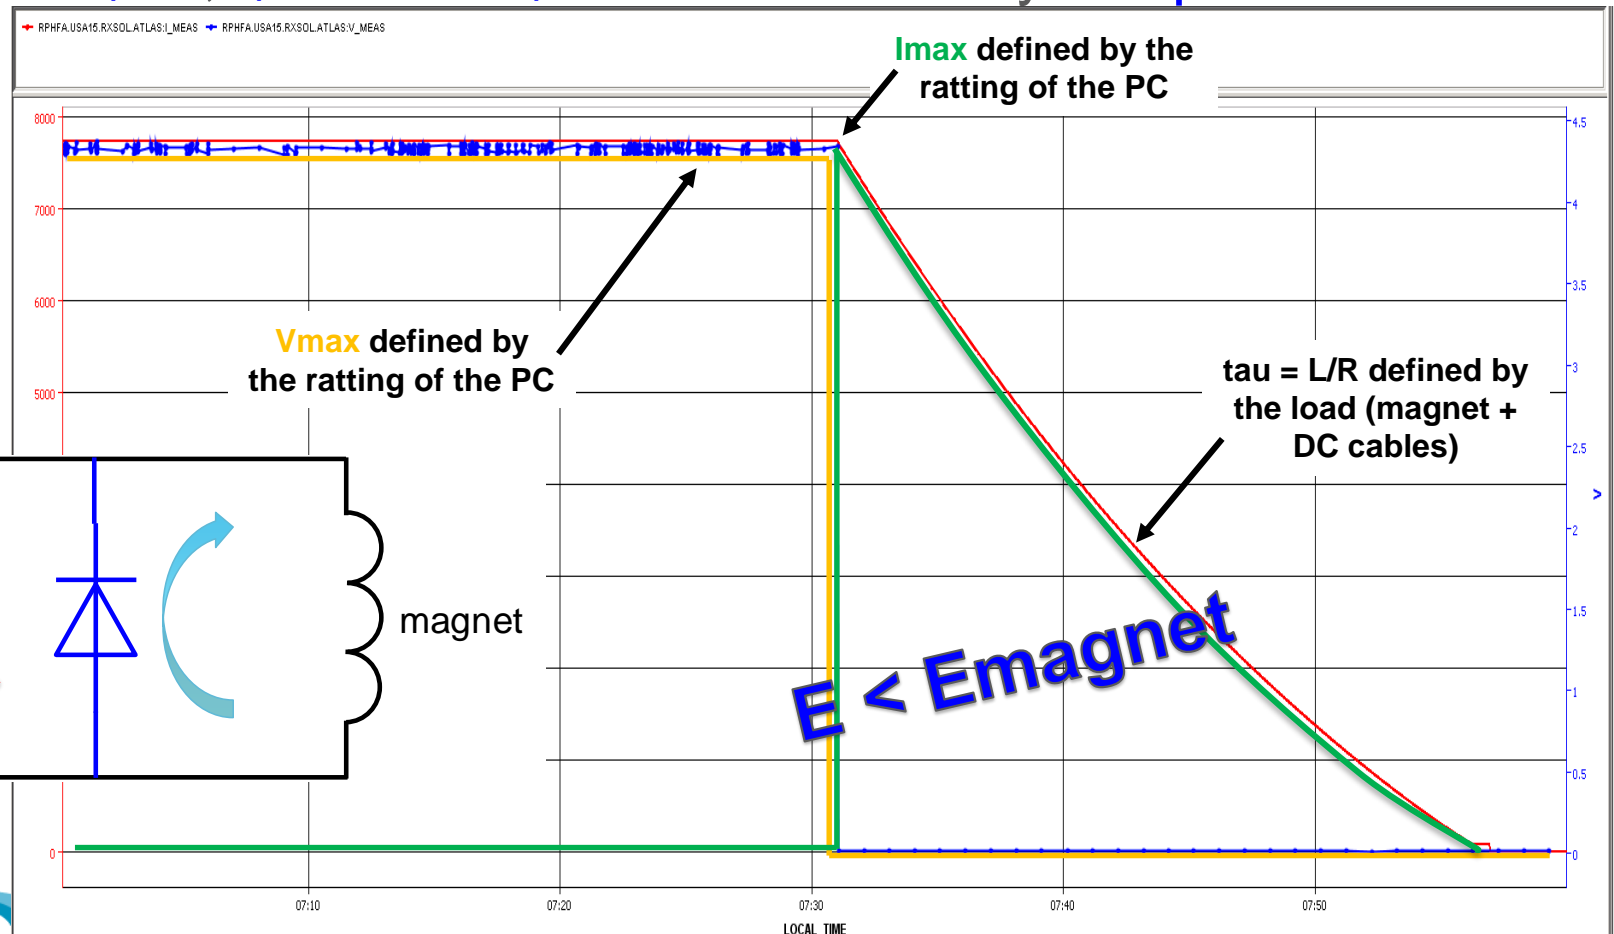 RPHFA.USA15.RXSOL.ATLAS:I_MEAS RPHFA.USA15.RXSOL.ATLAS:V_MEAS
Imax defined by the
ratting of the PC
8000
7000
6000
5000
0
4.5
4
3.5
3
2.5
2
1.5
1
0.5
0
V
Vmax defined by
the ratting of the PC
tau = L/R defined by
the load (magnet +
DC cables)
magnet
E < Emagnet
07:10
07:20
07:30
07:40
07:50
LOCAL TIME